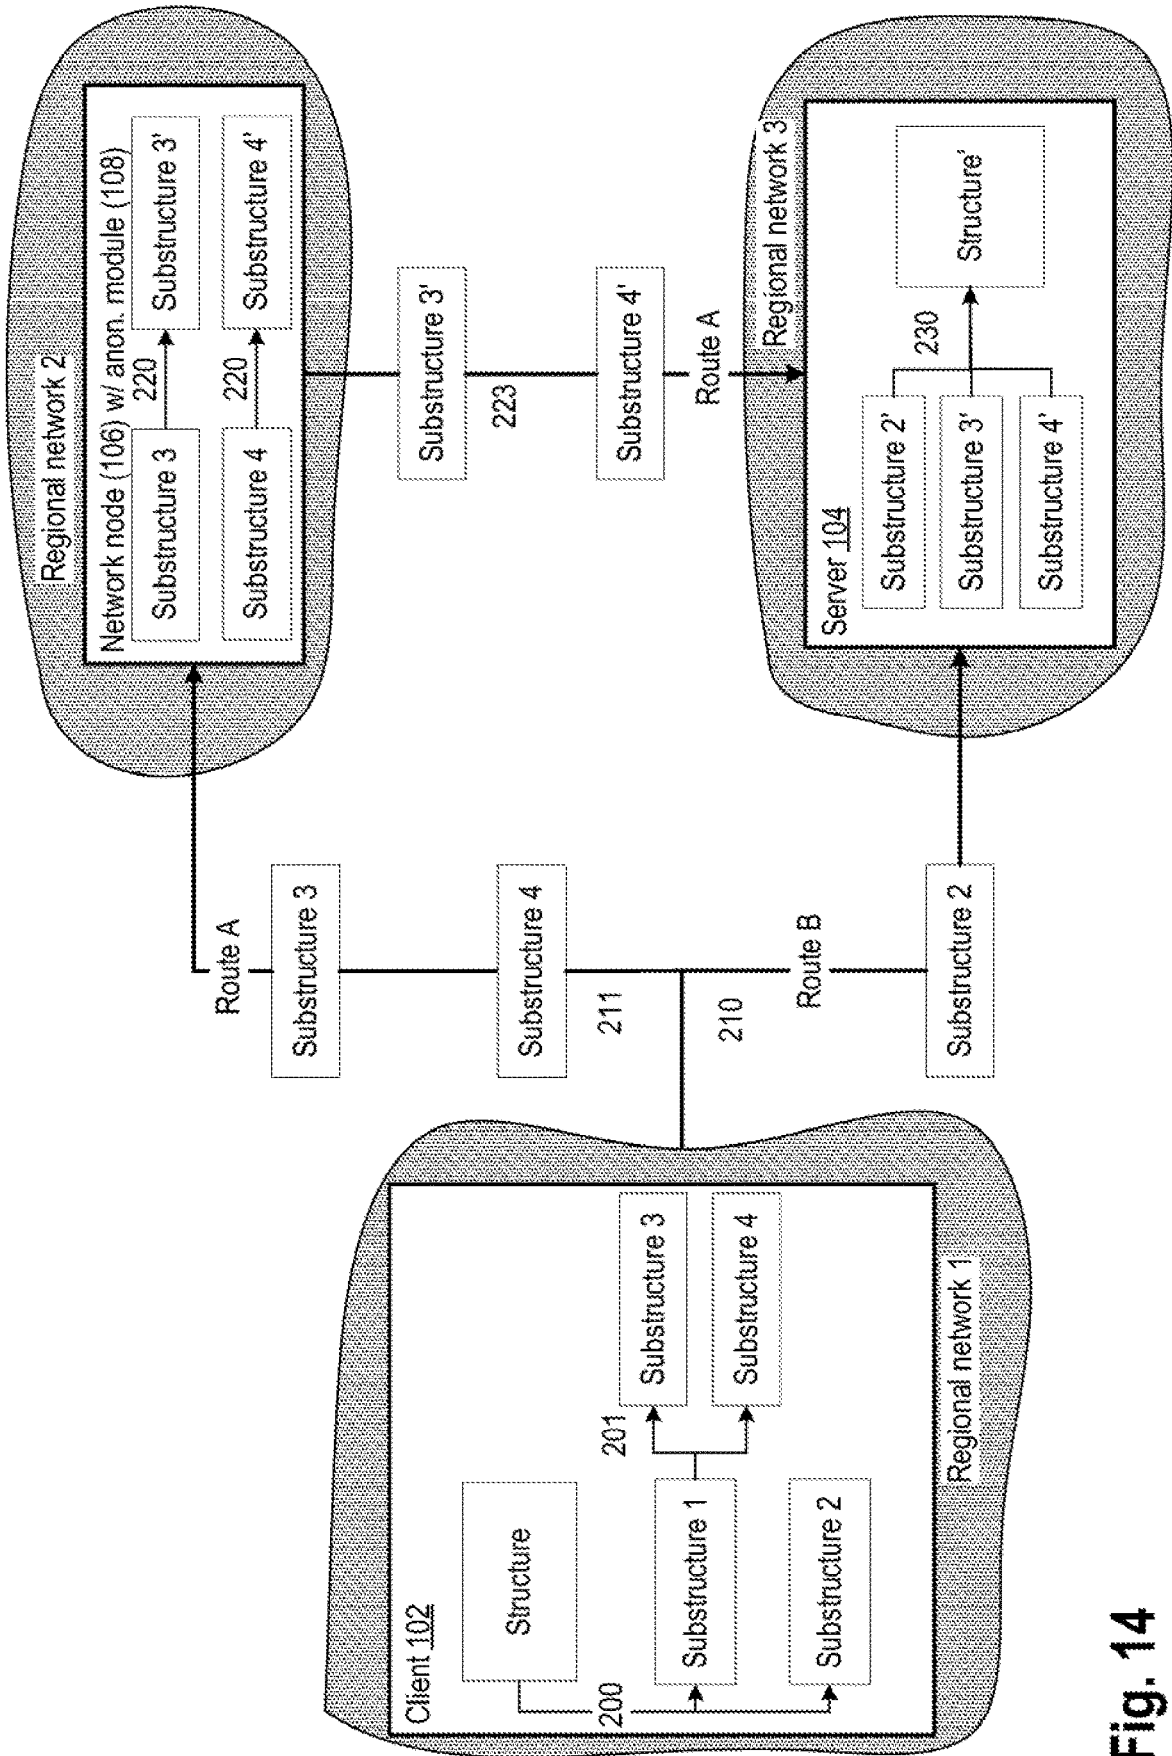 Client 102
Structure
200
Substructure 1
Substructure 2
201
Substructure 3
Substructure 4
Regional network 1
Route A
Substructure 3
Substructure 4
211
210
Route B
Substructure 2
Regional network 2
Network node (106) w/ anon. module (108)
Substructure 3
220
Substructure 3'
Substructure 4
220
Substructure 4'
Substructure 3'
223
Substructure 4'
Route A
Regional network 3
Server 104
Substructure 2'
Substructure 3'
Substructure 4'
230
Structure'
Fig. 14